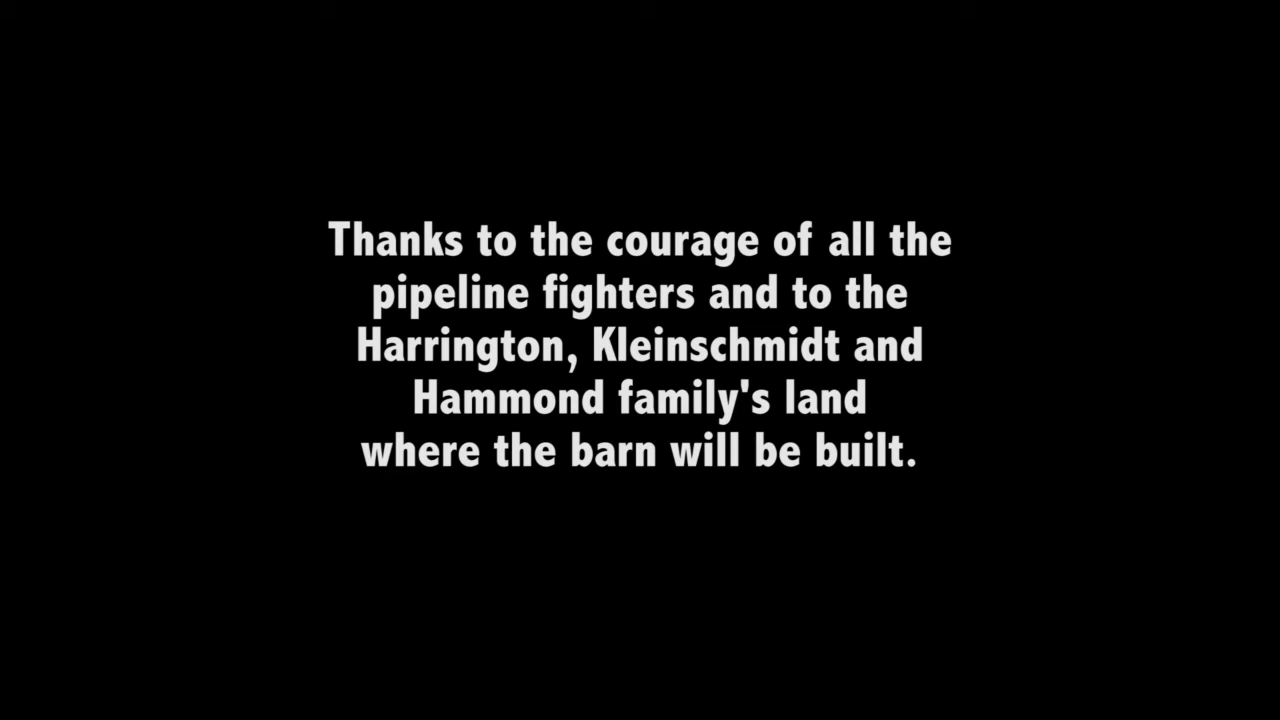 Thanks to the courage of all the
pipeline fighters and to the
Harrington, Kleinschmidt and
Hammond family's land
where the barn will be built.